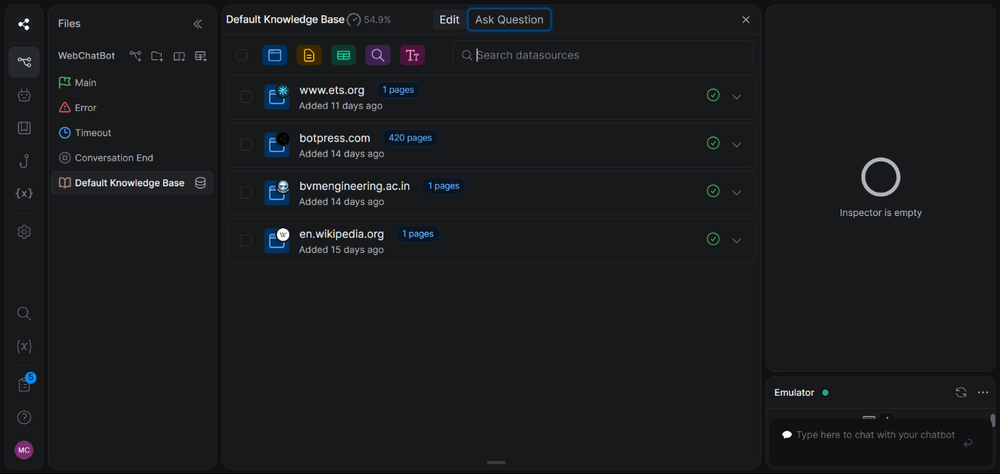 Files
WebChatBot
Main
Error
Timeout
Conversation End
Default Knowledge Base
{x}
(x)
5
?
MC
Default Knowledge Base 54.9%
Edit Ask Question
TT
Search datasources
www.ets.org 1 pages
Added 11 days ago
botpress.com 420 pages
Added 14 days ago
bvmengineering.ac.in 1 pages
Added 14 days ago
W
en.wikipedia.org 1 pages
Added 15 days ago
Inspector is empty
Emulator
Type here to chat with your chatbot